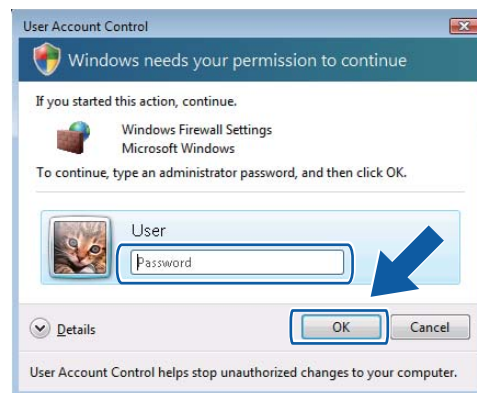 User Account Control
Windows needs your permission to continue
If you started this action, continue.
Windows Firewall Settings
Microsoft Windows
To continue, type an administrator password, and then click OK.
User
Password
Details
OK
Cancel
User Account Control helps stop unauthorized changes to your computer.